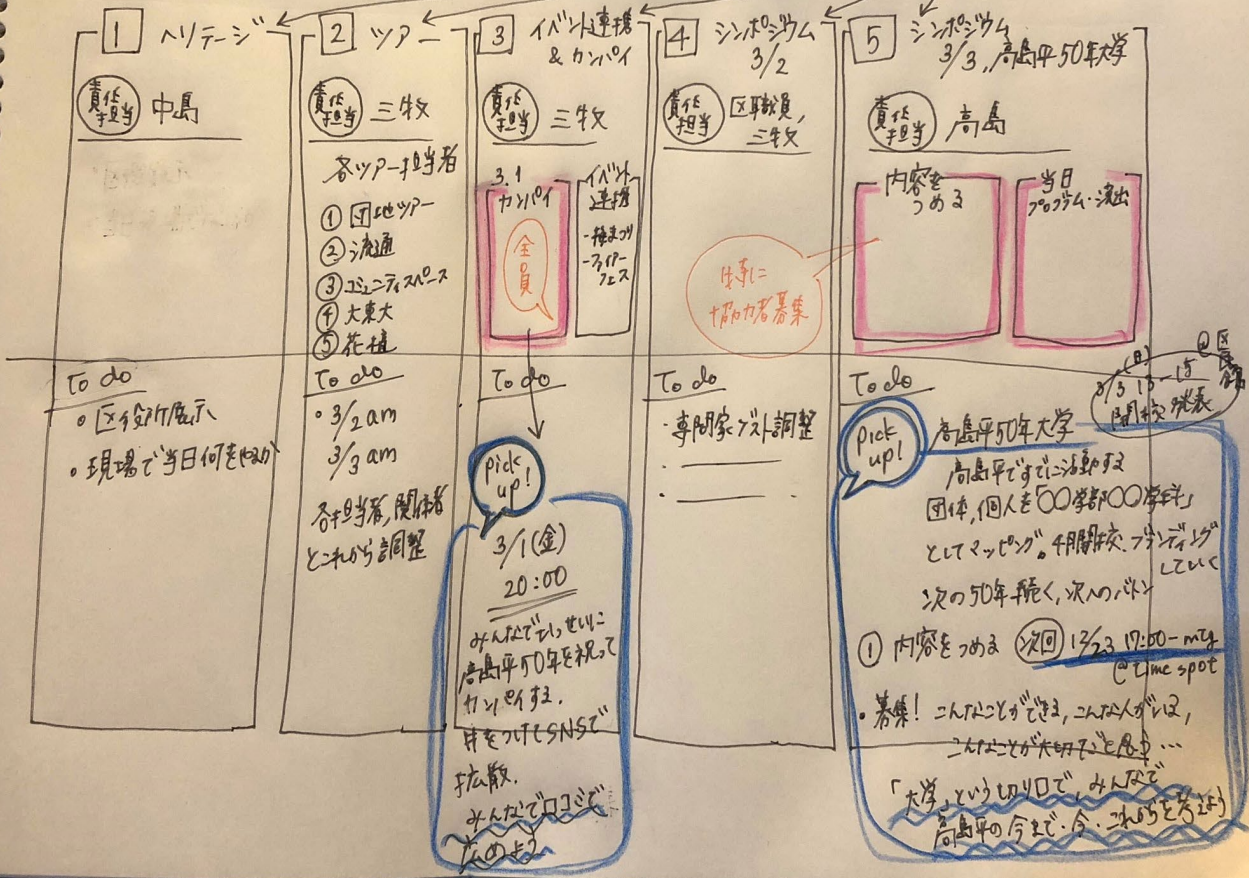 1 ヘリテージ
責任担当 中島
To do
・区役所展示
・現場で当日何をやるか
2 ツアー
責任担当 三牧
各ツアー担当者
① 団地ツアー
② 流通
③ コミュニティスペース
④ 大東大
⑤ 花植
To do
・3/2 am
3/3 am
各担当者、関係者
とこれから調整
3 イベント連携
& カンパイ
責任担当 三牧
3.1
カンパイ
全員
イベント
連携
- 梅まつり
- ファイアー
フェス
To do
pick up!
3/1(金)
20:00
みんなでいっせいに
高島平50年を祝って
カンパイする.
#をつけてSNSで
拡散.
みんなで口コミで
広めよう
4 シンポジウム
3/2
責任担当 区職員,
三牧
特に
協力者募集
To do
・専門家ゲスト調整
5 シンポジウム
3/3, 高島平50年大学
責任担当 高島
内容を
つめる
当日
プログラム・演出
To do
@区民館
(日)
3/3 13-15
開校発表
pick up!
高島平50年大学
高島平ですでに活動する
団体,個人を「〇〇学部〇〇学科」
としてマッピング。4月開校、ブランディング
していく
次の50年続く,次へのバトン
① 内容をつめる 次回 12/23 17:00- mtg
@time spot
・募集! こんなことができる,こんな人がいる,
こんなことが大切だと思う…
「大学」という切り口で,みんなで
高島平の今まで・今・これからを考えよう